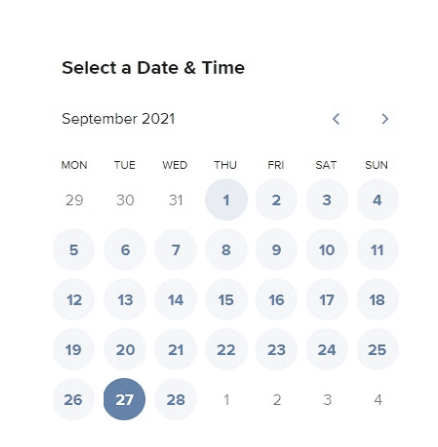 Select a Date & Time
September 2021
MON TUE WED THU FRI SAT SUN
29 30 31 1 2 3 4
5 6 7 8 9 10 11
12 13 14 15 16 17 18
19 20 21 22 23 24 25
26 27 28 1 2 3 4